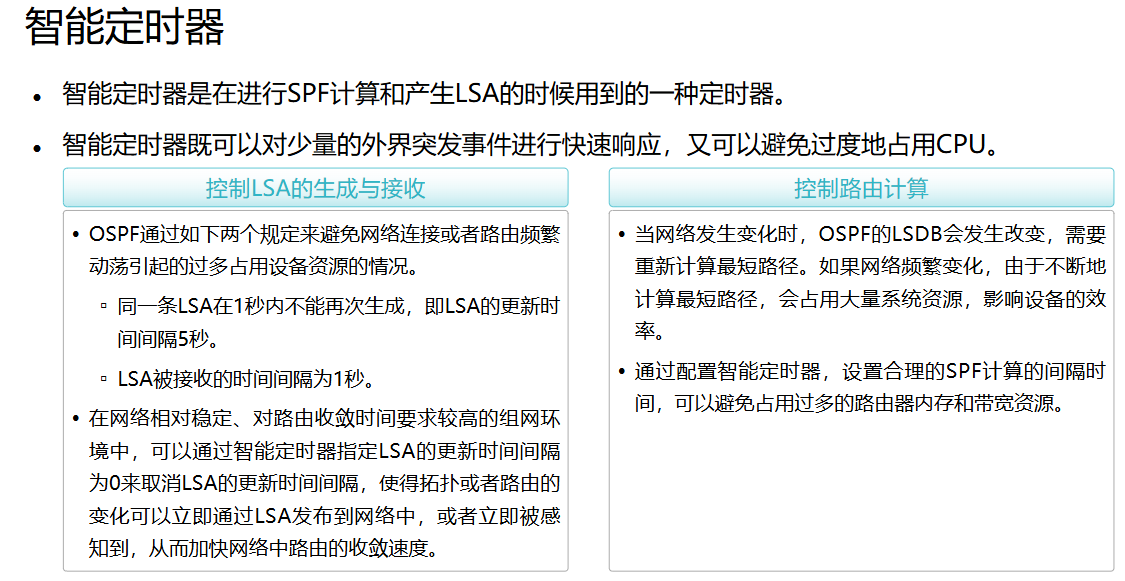 智能定时器
• 智能定时器是在进行SPF计算和产生LSA的时候用到的一种定时器。
• 智能定时器既可以对少量的外界突发事件进行快速响应，又可以避免过度地占用CPU。
控制LSA的生成与接收
• OSPF通过如下两个规定来避免网络连接或者路由频繁
动荡引起的过多占用设备资源的情况。
▫ 同一条LSA在1秒内不能再次生成，即LSA的更新时
间间隔5秒。
▫ LSA被接收的时间间隔为1秒。
• 在网络相对稳定、对路由收敛时间要求较高的组网环
境中，可以通过智能定时器指定LSA的更新时间间隔
为0来取消LSA的更新时间间隔，使得拓扑或者路由的
变化可以立即通过LSA发布到网络中，或者立即被感
知到，从而加快网络中路由的收敛速度。
控制路由计算
• 当网络发生变化时，OSPF的LSDB会发生改变，需要
重新计算最短路径。如果网络频繁变化，由于不断地
计算最短路径，会占用大量系统资源，影响设备的效
率。
• 通过配置智能定时器，设置合理的SPF计算的间隔时
间，可以避免占用过多的路由器内存和带宽资源。